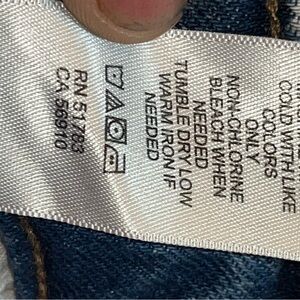 COLD WITH LIKE
COLORS
ONLY
NON-CHLORINE
BLEACH WHEN
NEEDED
TUMBLE DRY LOW
WARM IRON IF
NEEDED
RN 51783
CA 56910